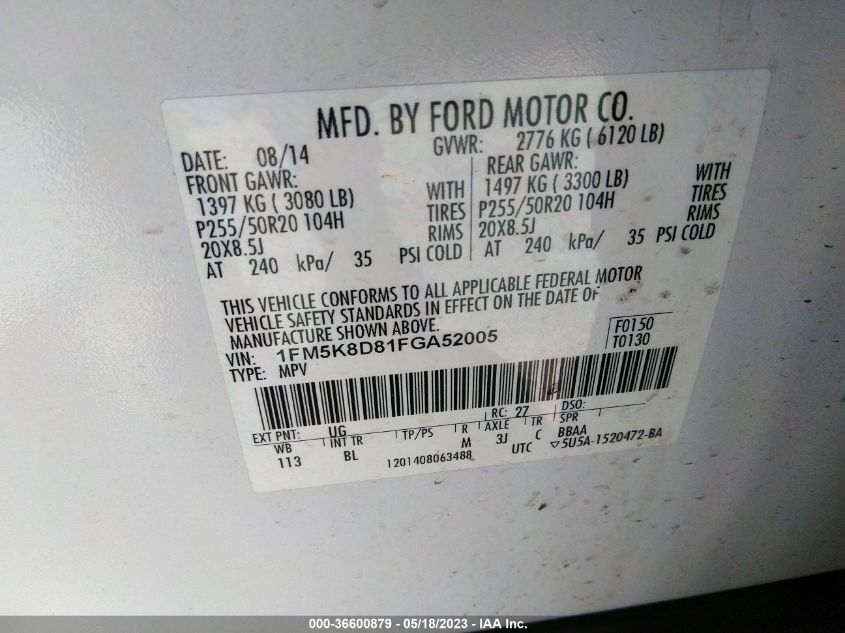 MFD. BY FORD MOTOR CO.
DATE: 08/14 GVWR: 2776 KG ( 6120 LB)
FRONT GAWR: REAR GAWR:
1397 KG ( 3080 LB) WITH 1497 KG ( 3300 LB) WITH
P255/50R20 104H TIRES P255/50R20 104H TIRES
20X8.5J RIMS 20X8.5J RIMS
AT 240 kPa/ 35 PSI COLD AT 240 kPa/ 35 PSI COLD
THIS VEHICLE CONFORMS TO ALL APPLICABLE FEDERAL MOTOR
VEHICLE SAFETY STANDARDS IN EFFECT ON THE DATE OF
MANUFACTURE SHOWN ABOVE.
VIN: 1FM5K8D81FGA52005 F0150
TYPE: MPV T0130
EXT PNT: UG RC: 27 DSO:
WB INT TR TP/PS R AXLE TR SPR
113 BL M 3J C BBAA
1201408063488 UTC ▽5U5A-1520472-BA
000-36600879 - 05/18/2023 - IAA Inc.